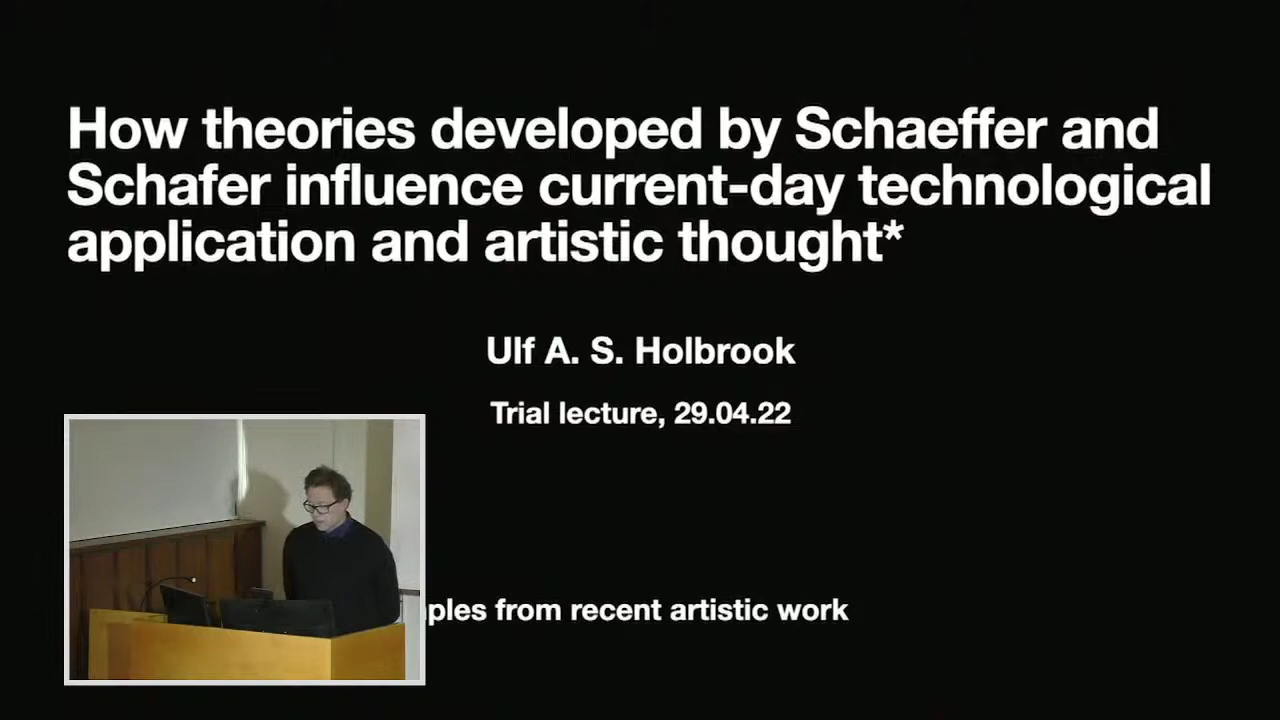 How theories developed by Schaeffer and
Schafer influence current-day technological
application and artistic thought*
Ulf A. S. Holbrook
Trial lecture, 29.04.22
from recent artistic work